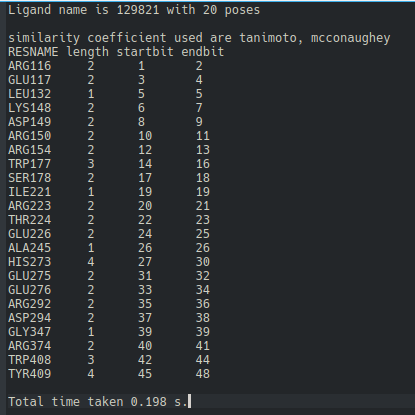 Ligand name is 129821 with 20 poses

similarity coefficient used are tanimoto, mcconaughey
RESNAME length startbit endbit
ARG116 2 1 2
GLU117 2 3 4
LEU132 1 5 5
LYS148 2 6 7
ASP149 2 8 9
ARG150 2 10 11
ARG154 2 12 13
TRP177 3 14 16
SER178 2 17 18
ILE221 1 19 19
ARG223 2 20 21
THR224 2 22 23
GLU226 2 24 25
ALA245 1 26 26
HIS273 4 27 30
GLU275 2 31 32
GLU276 2 33 34
ARG292 2 35 36
ASP294 2 37 38
GLY347 1 39 39
ARG374 2 40 41
TRP408 3 42 44
TYR409 4 45 48

Total time taken 0.198 s.